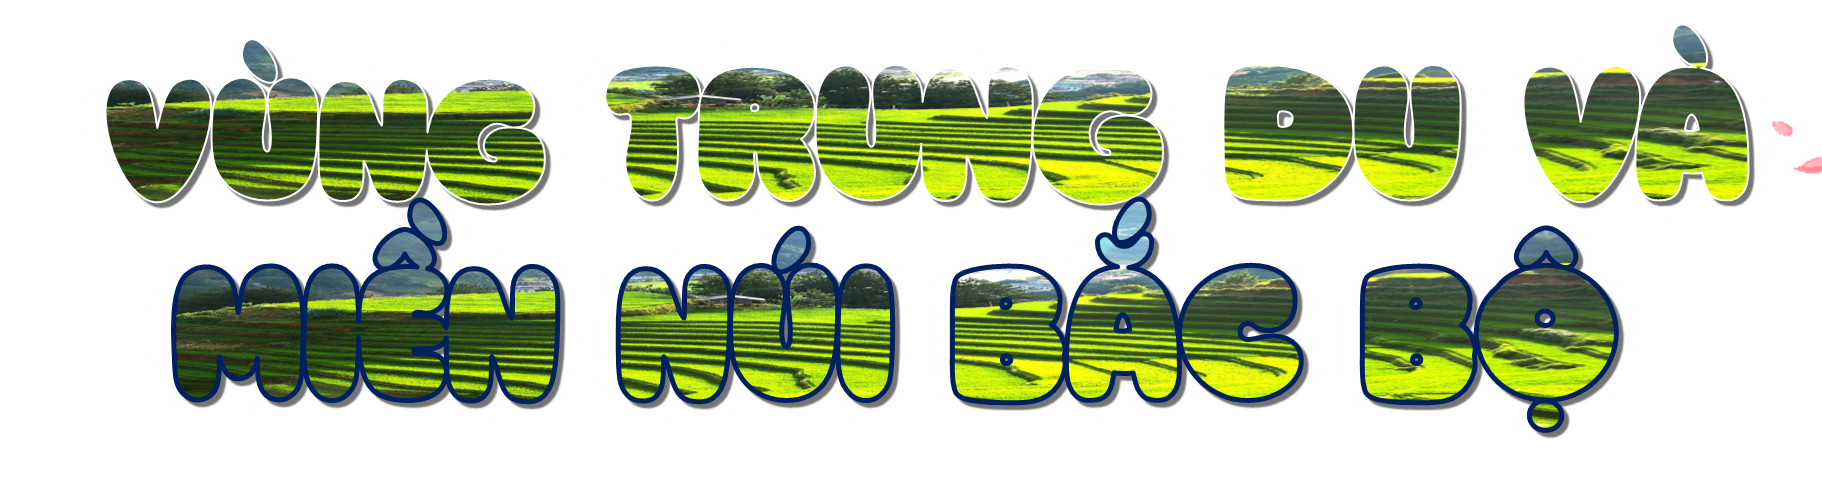 VÙNG TRUNG DU VÀ
MIỀN NÚI BẮC BỘ